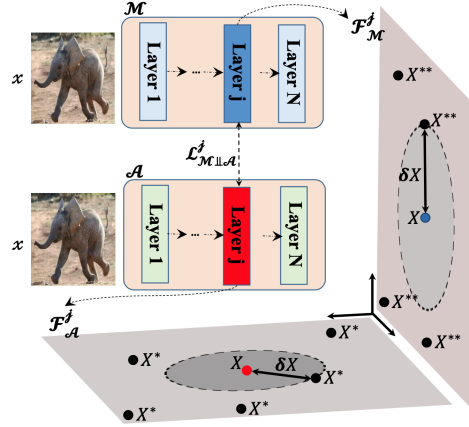 ℳ
x
Layer 1
...
Layer j
Layer N
ℱ^j_ℳ
ℒ^j_{ℳ⫫𝒜}
𝒜
x
Layer 1
...
Layer j
Layer N
ℱ^j_𝒜
X**
X**
δX
X
X**
X**
X*
X*
X
δX
X*
X*
X*